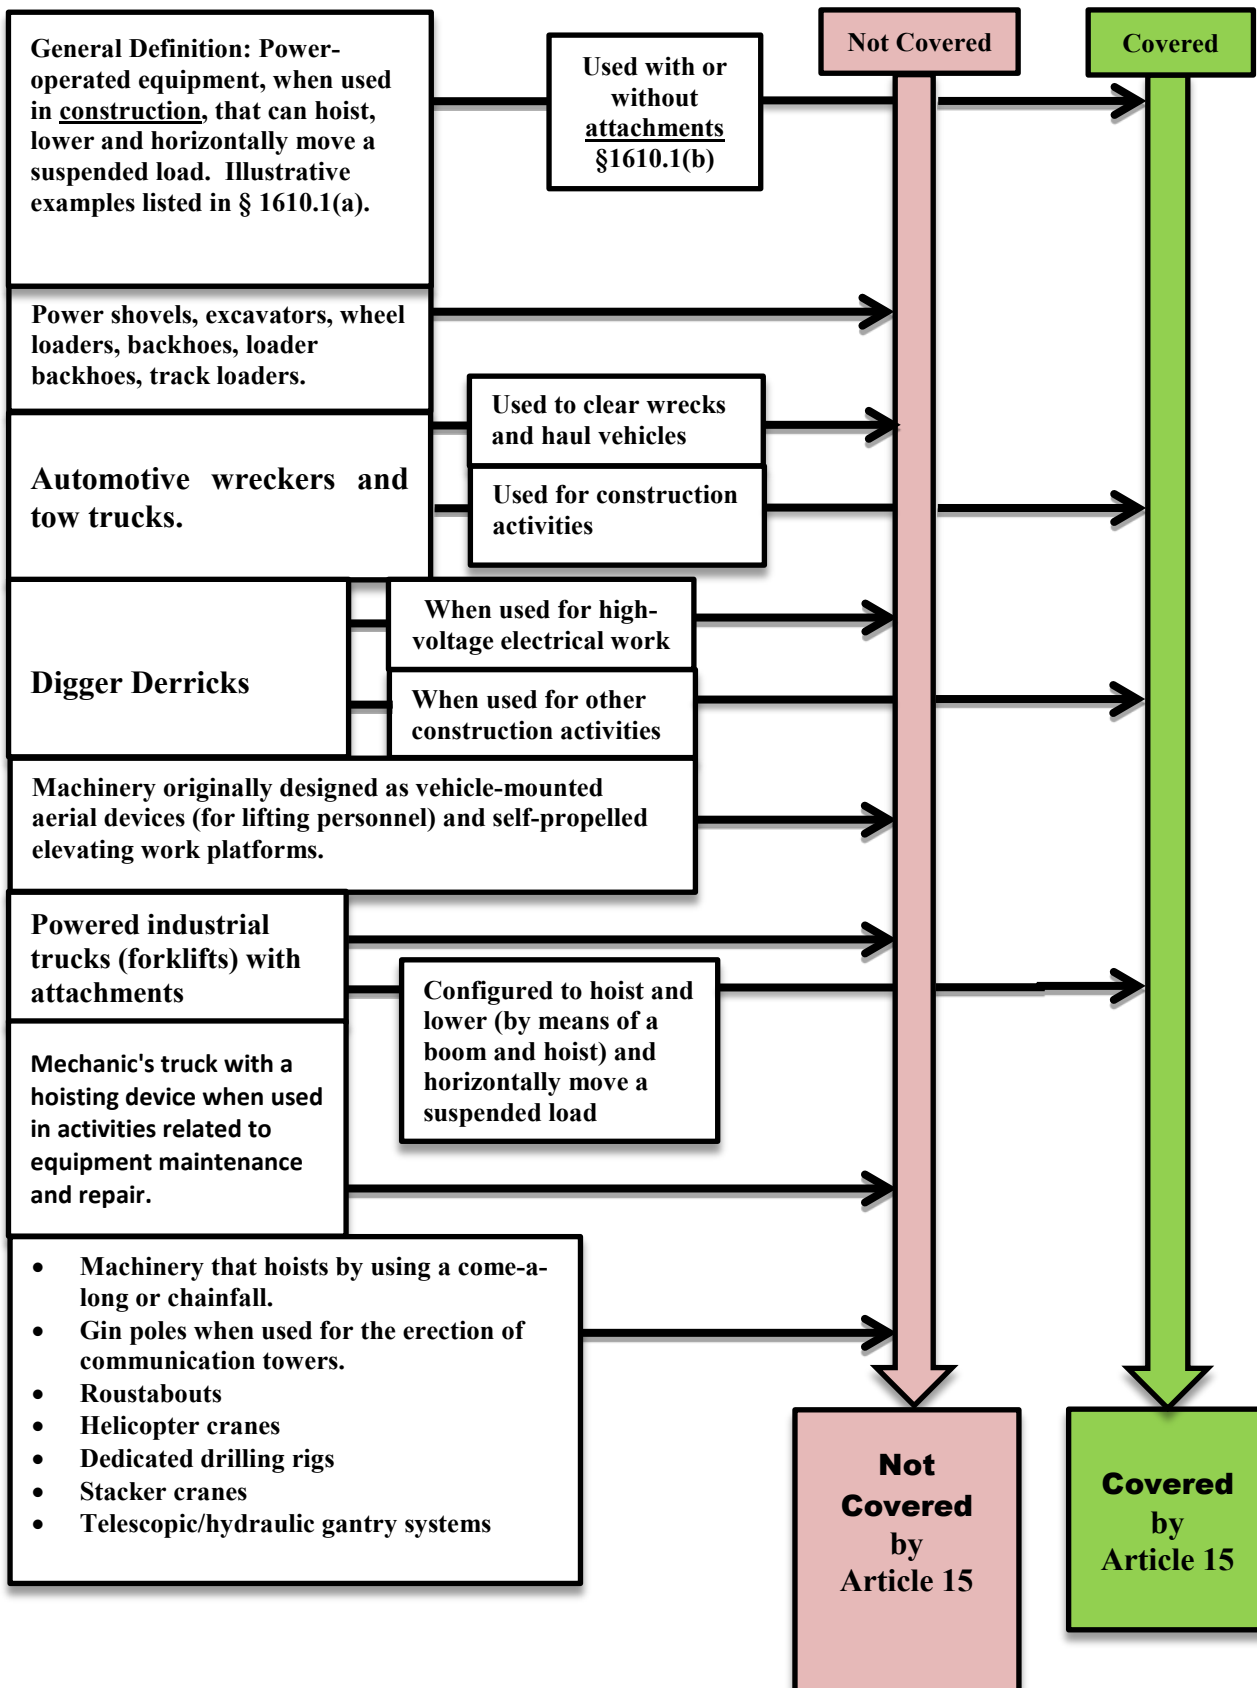 General Definition: Power-
operated equipment, when used
in construction, that can hoist,
lower and horizontally move a
suspended load. Illustrative
examples listed in § 1610.1(a).
Used with or
without
attachments
§1610.1(b)
Not Covered
Covered
Power shovels, excavators, wheel
loaders, backhoes, loader
backhoes, track loaders.
Automotive wreckers and
tow trucks.
Used to clear wrecks
and haul vehicles
Used for construction
activities
Digger Derricks
When used for high-
voltage electrical work
When used for other
construction activities
Machinery originally designed as vehicle-mounted
aerial devices (for lifting personnel) and self-propelled
elevating work platforms.
Powered industrial
trucks (forklifts) with
attachments
Configured to hoist and
lower (by means of a
boom and hoist) and
horizontally move a
suspended load
Mechanic's truck with a
hoisting device when used
in activities related to
equipment maintenance
and repair.
• Machinery that hoists by using a come-a-
long or chainfall.
• Gin poles when used for the erection of
communication towers.
• Roustabouts
• Helicopter cranes
• Dedicated drilling rigs
• Stacker cranes
• Telescopic/hydraulic gantry systems
Not
Covered
by
Article 15
Covered
by
Article 15